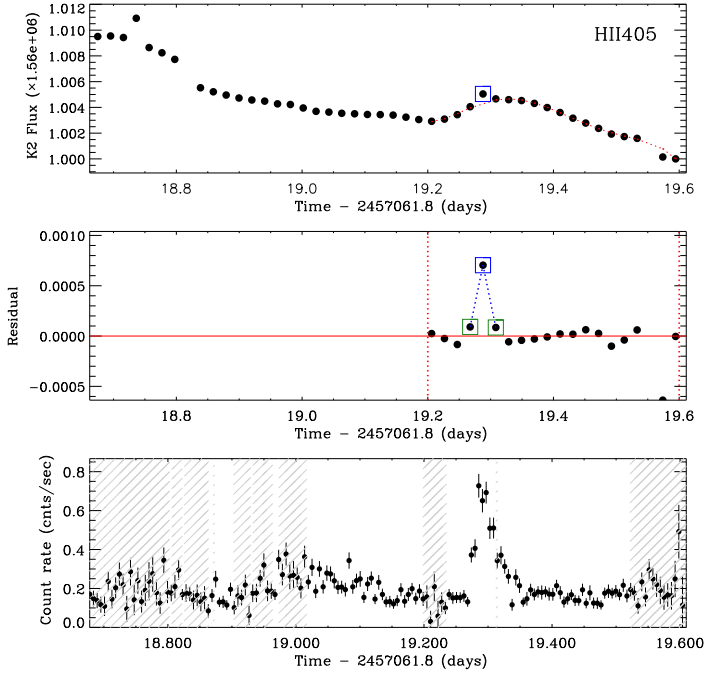 HII405
K2 Flux (×1.56e+06)
1.012
1.010
1.008
1.006
1.004
1.002
1.000
18.8 19.0 19.2 19.4 19.6
Time - 2457061.8 (days)
Residual
0.0010
0.0005
0.0000
-0.0005
18.8 19.0 19.2 19.4 19.6
Time - 2457061.8 (days)
Count rate (cnts/sec)
0.8
0.6
0.4
0.2
0.0
18.800 19.000 19.200 19.400 19.600
Time - 2457061.8 (days)